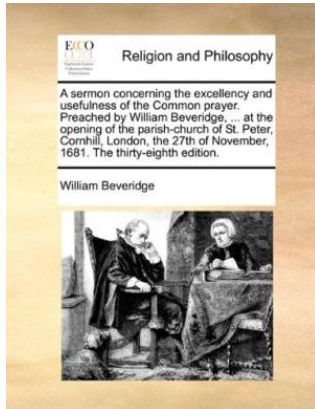 ECCO
Religion and Philosophy
A sermon concerning the excellency and
usefulness of the Common prayer.
Preached by William Beveridge, ... at the
opening of the parish-church of St. Peter,
Cornhill, London, the 27th of November,
1681. The thirty-eighth edition.
William Beveridge